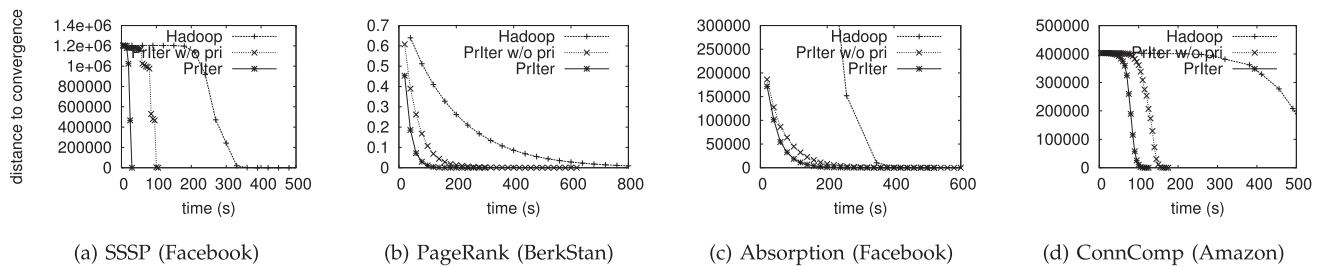 distance to convergence
1.4e+06
1.2e+06
1e+06
800000
600000
400000
200000
0
Hadoop
PrIter w/o pri
PrIter
0 100 200 300 400 500
time (s)
(a) SSSP (Facebook)
0.7
0.6
0.5
0.4
0.3
0.2
0.1
0
Hadoop
PrIter w/o pri
PrIter
0 200 400 600 800
time (s)
(b) PageRank (BerkStan)
300000
250000
200000
150000
100000
50000
0
Hadoop
PrIter w/o pri
PrIter
0 200 400 600
time (s)
(c) Absorption (Facebook)
500000
400000
300000
200000
100000
0
Hadoop
PrIter w/o pri
PrIter
0 100 200 300 400 500
time (s)
(d) ConnComp (Amazon)